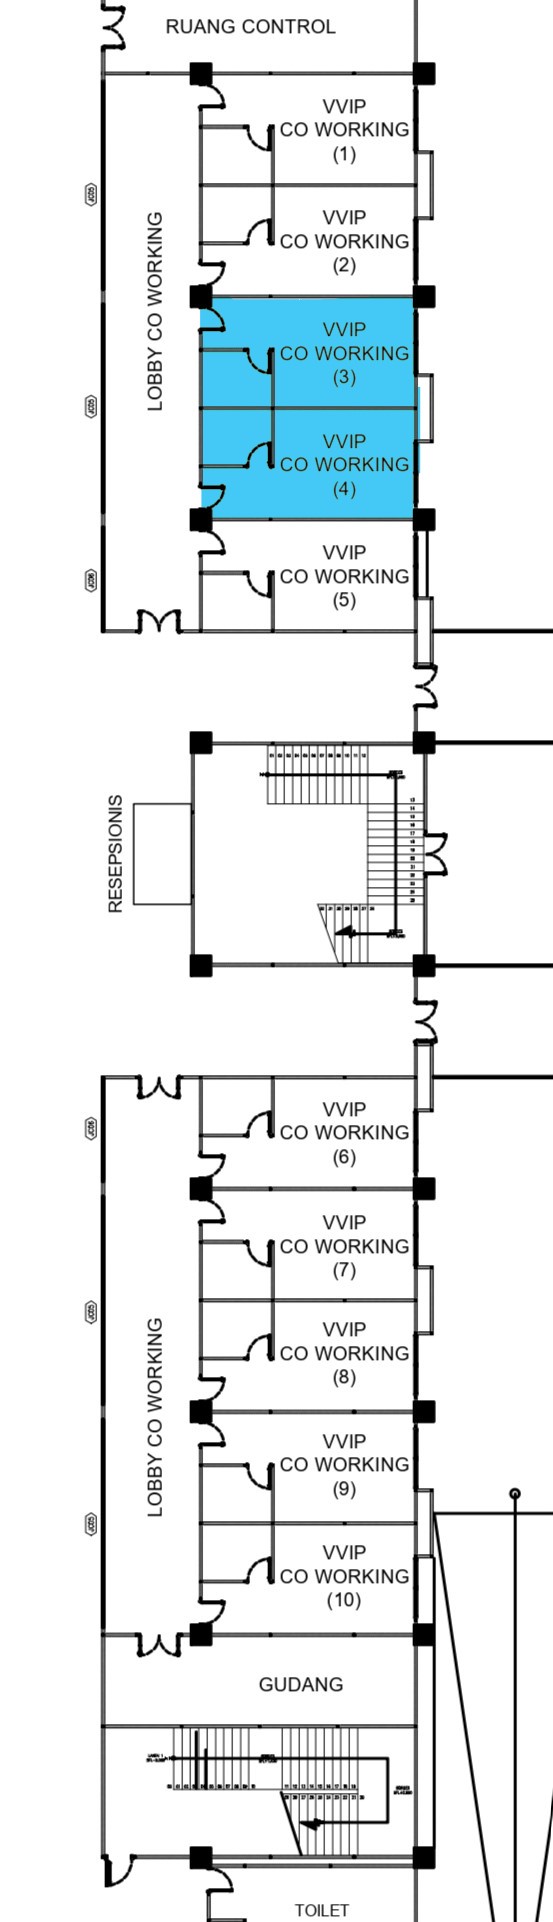 RUANG CONTROL
VVIP
CO WORKING
(1)
VVIP
CO WORKING
(2)
LOBBY CO WORKING
VVIP
CO WORKING
(3)
VVIP
CO WORKING
(4)
VVIP
CO WORKING
(5)
RESEPSIONIS
VVIP
CO WORKING
(6)
VVIP
CO WORKING
(7)
VVIP
CO WORKING
(8)
LOBBY CO WORKING
VVIP
CO WORKING
(9)
VVIP
CO WORKING
(10)
GUDANG
TOILET